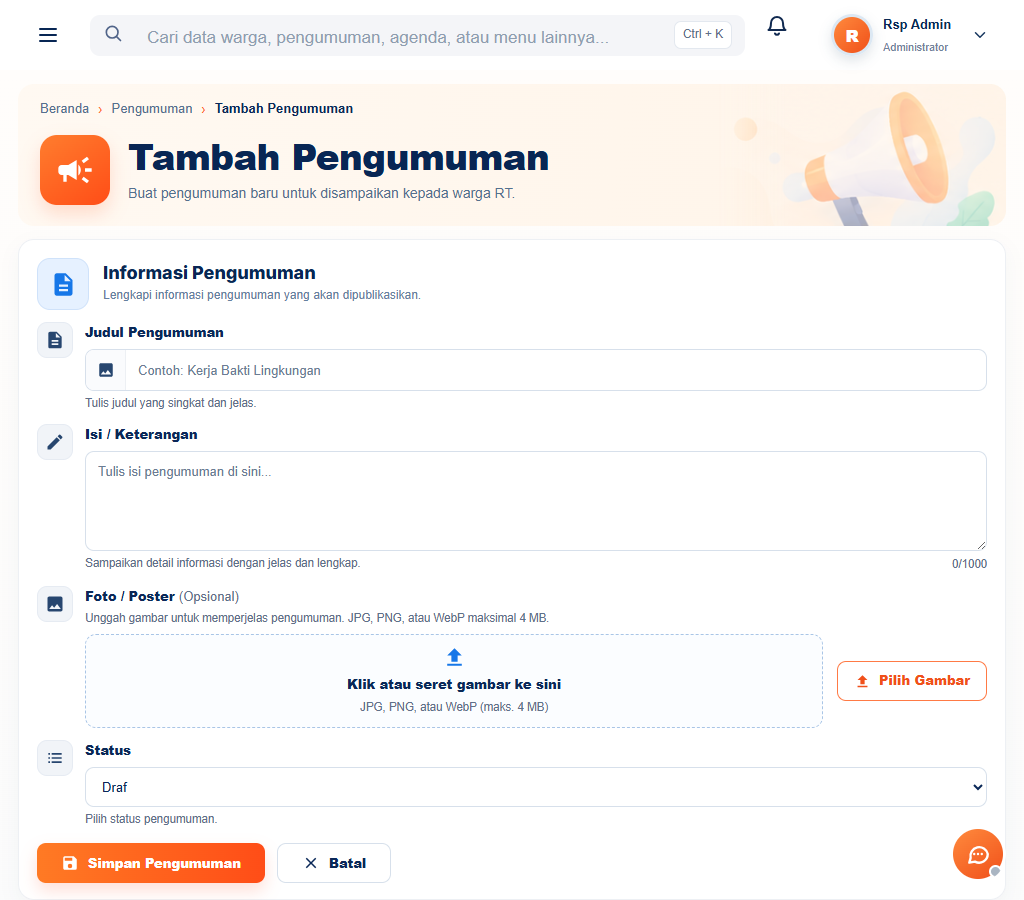 Cari data warga, pengumuman, agenda, atau menu lainnya...
Ctrl + K
R
Rsp Admin
Administrator
Beranda › Pengumuman › Tambah Pengumuman
Tambah Pengumuman
Buat pengumuman baru untuk disampaikan kepada warga RT.
Informasi Pengumuman
Lengkapi informasi pengumuman yang akan dipublikasikan.
Judul Pengumuman
Contoh: Kerja Bakti Lingkungan
Tulis judul yang singkat dan jelas.
Isi / Keterangan
Tulis isi pengumuman di sini...
Sampaikan detail informasi dengan jelas dan lengkap.
0/1000
Foto / Poster (Opsional)
Unggah gambar untuk memperjelas pengumuman. JPG, PNG, atau WebP maksimal 4 MB.
Klik atau seret gambar ke sini
JPG, PNG, atau WebP (maks. 4 MB)
Pilih Gambar
Status
Draf
Pilih status pengumuman.
Simpan Pengumuman
Batal